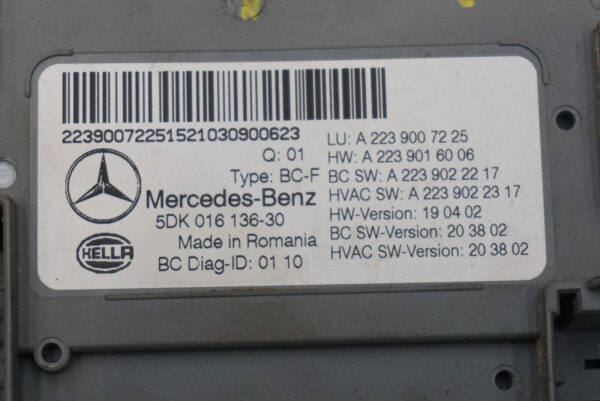 22390072251521030900623
Q: 01
Type: BC-F
Mercedes-Benz
5DK 016 136-30
Made in Romania
BC Diag-ID: 01 10
HELLA
LU: A 223 900 72 25
HW: A 223 901 60 06
BC SW: A 223 902 22 17
HVAC SW: A 223 902 23 17
HW-Version: 19 04 02
BC SW-Version: 20 38 02
HVAC SW-Version: 20 38 02